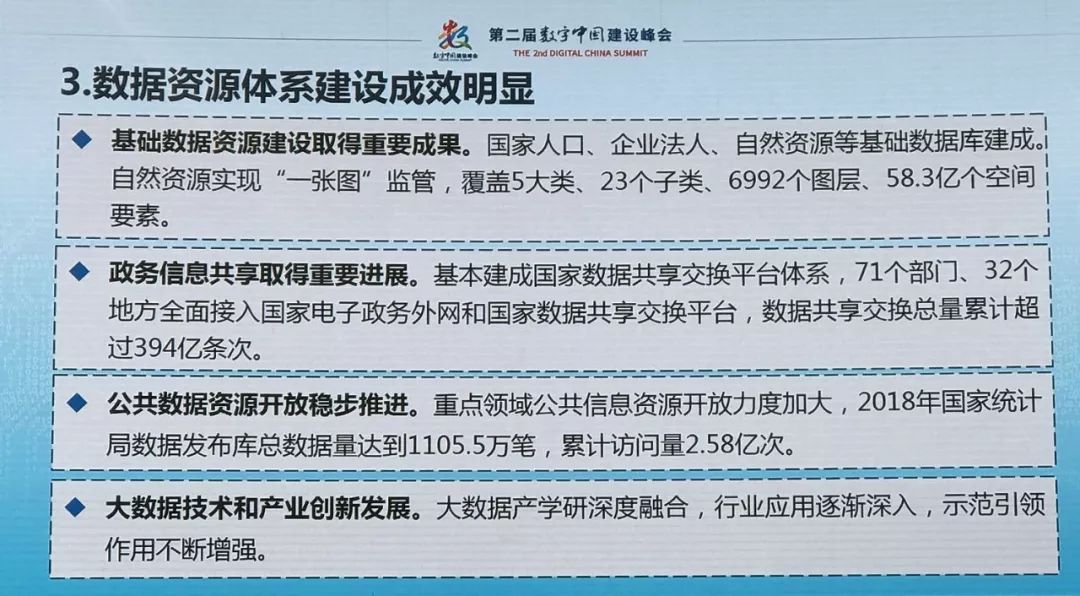 数字中国
第二届数字中国建设峰会
THE 2nd DIGITAL CHINA SUMMIT
3.数据资源体系建设成效明显
基础数据资源建设取得重要成果。国家人口、企业法人、自然资源等基础数据库建成。
自然资源实现“一张图”监管，覆盖5大类、23个子类、6992个图层、58.3亿个空间
要素。
政务信息共享取得重要进展。基本建成国家数据共享交换平台体系，71个部门、32个
地方全面接入国家电子政务外网和国家数据共享交换平台，数据共享交换总量累计超
过394亿条次。
公共数据资源开放稳步推进。重点领域公共信息资源开放力度加大，2018年国家统计
局数据发布库总数据量达到1105.5万笔，累计访问量2.58亿次。
大数据技术和产业创新发展。大数据产学研深度融合，行业应用逐渐深入，示范引领
作用不断增强。